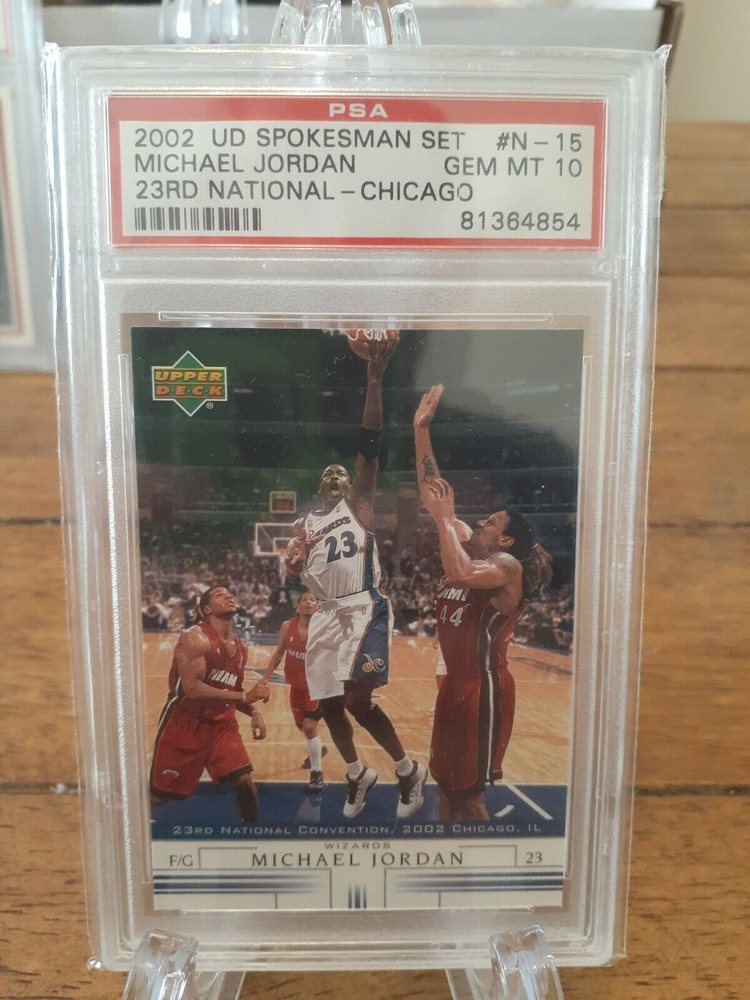 PSA
2002 UD SPOKESMAN SET #N-15
MICHAEL JORDAN GEM MT 10
23RD NATIONAL-CHICAGO
81364854
UPPER
D·E·C·K
®
23
44
23RD NATIONAL CONVENTION, 2002 CHICAGO, IL
WIZARDS
F/G MICHAEL JORDAN 23